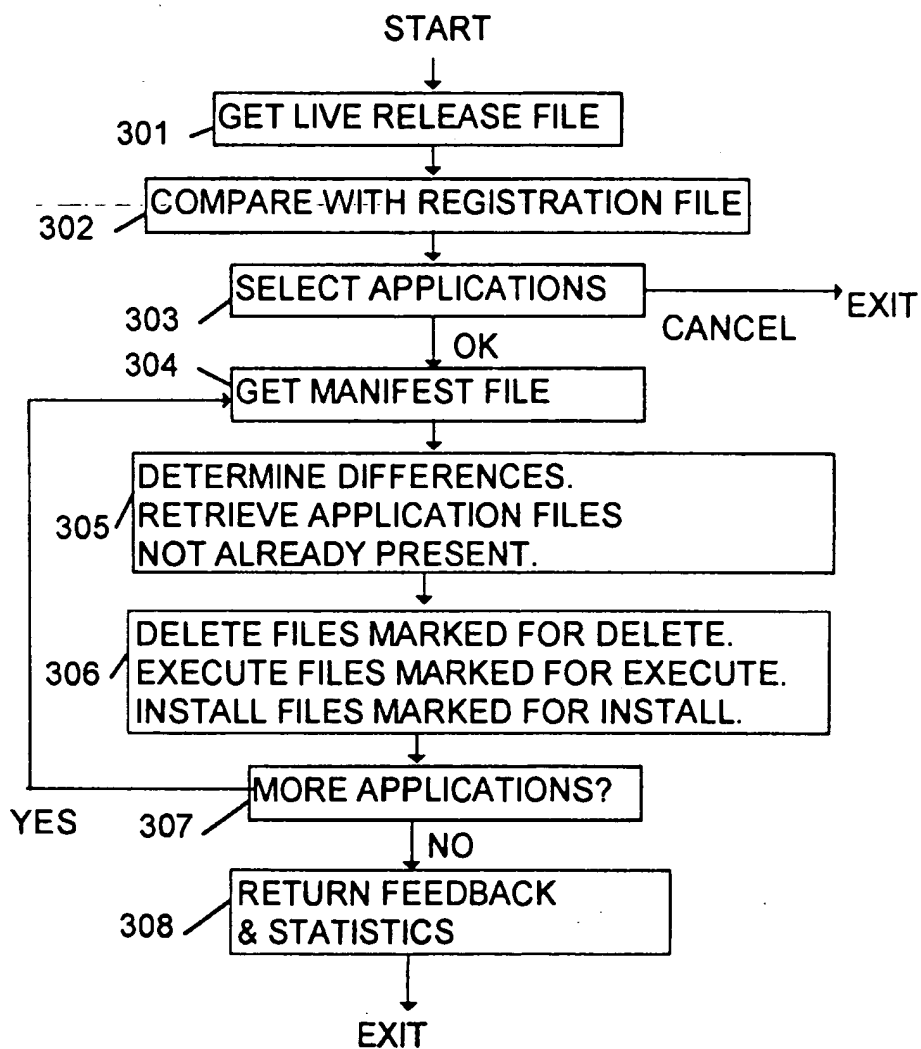 START
301 GET LIVE RELEASE FILE
302 COMPARE WITH REGISTRATION FILE
303 SELECT APPLICATIONS
CANCEL
EXIT
OK
304 GET MANIFEST FILE
305
DETERMINE DIFFERENCES.
RETRIEVE APPLICATION FILES
NOT ALREADY PRESENT.
306
DELETE FILES MARKED FOR DELETE.
EXECUTE FILES MARKED FOR EXECUTE.
INSTALL FILES MARKED FOR INSTALL.
307 MORE APPLICATIONS?
YES
NO
308
RETURN FEEDBACK
& STATISTICS
EXIT